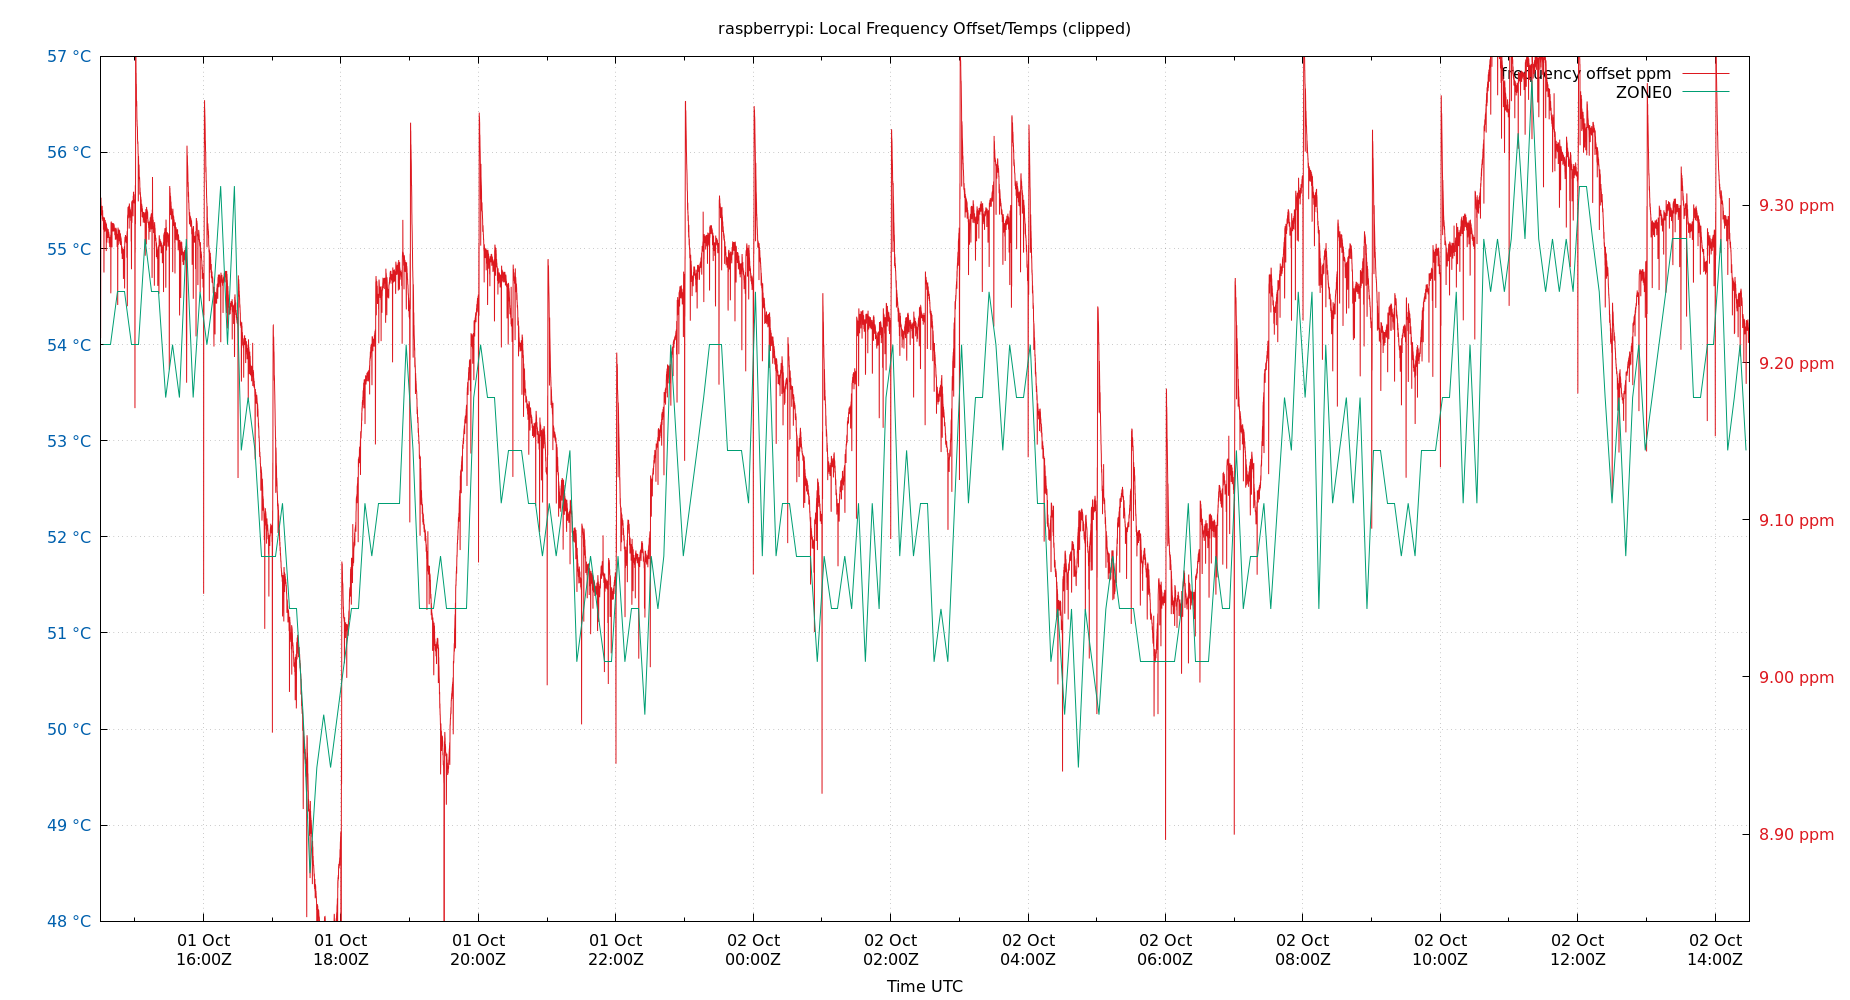 raspberrypi: Local Frequency Offset/Temps (clipped)
57 °C
56 °C
55 °C
54 °C
53 °C
52 °C
51 °C
50 °C
49 °C
48 °C
frequency offset ppm
ZONE0
9.30 ppm
9.20 ppm
9.10 ppm
9.00 ppm
8.90 ppm
01 Oct 01 Oct 01 Oct 01 Oct 02 Oct 02 Oct 02 Oct 02 Oct 02 Oct 02 Oct 02 Oct 02 Oct
16:00Z 18:00Z 20:00Z 22:00Z 00:00Z 02:00Z 04:00Z 06:00Z 08:00Z 10:00Z 12:00Z 14:00Z
Time UTC